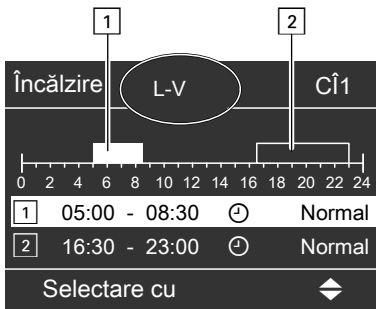 1 2
Încălzire L-V CÎ1
0 2 4 6 8 10 12 14 16 18 20 22 24
1 05:00 - 08:30 Normal
2 16:30 - 23:00 Normal
Selectare cu